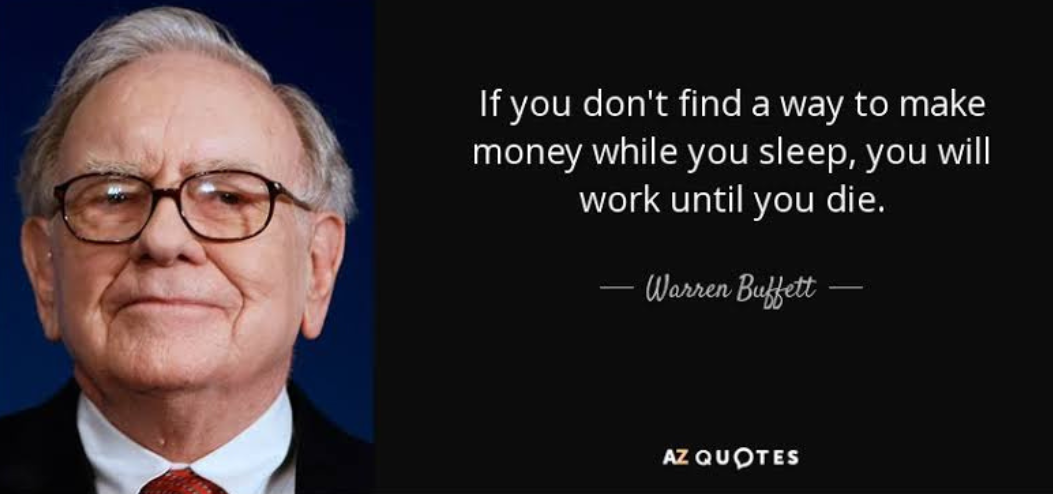 If you don't find a way to make
money while you sleep, you will
work until you die.
— Warren Buffett —
AZ QUOTES